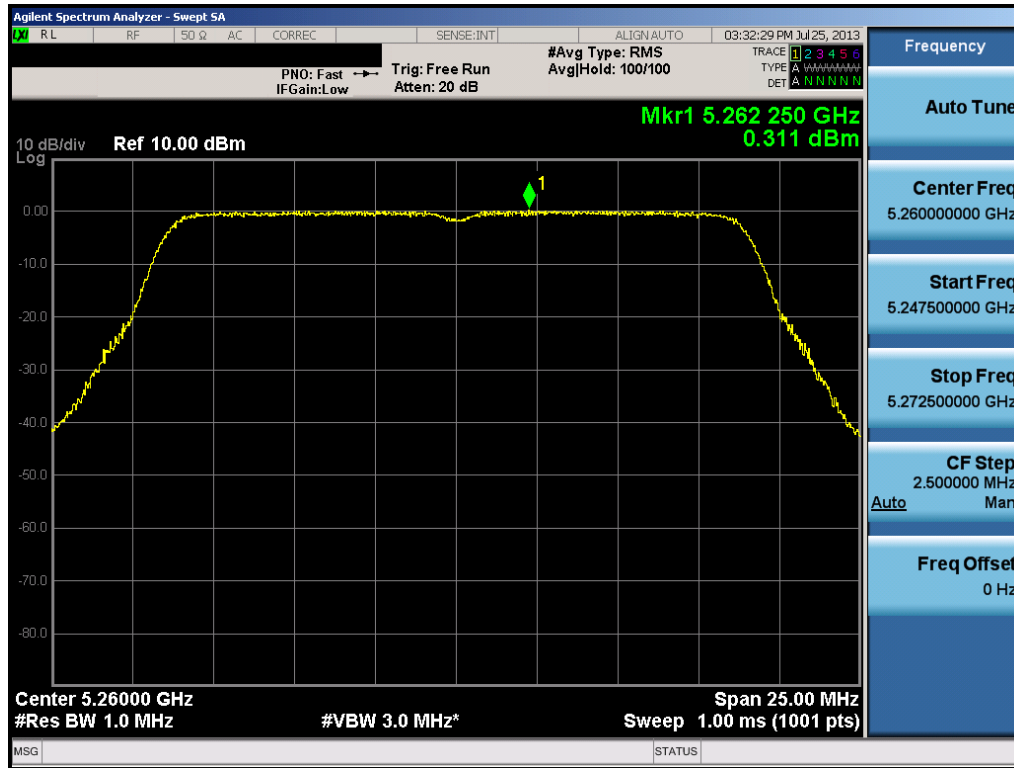 Agilent Spectrum Analyzer - Swept SA
LXI RL RF 50 Ω AC CORREC SENSE:INT ALIGN AUTO 03:32:29 PM Jul 25, 2013
PNO: Fast
IFGain:Low
Trig: Free Run
Atten: 20 dB
#Avg Type: RMS
Avg|Hold: 100/100
TRACE 1 2 3 4 5 6
TYPE A WWWWW
DET A N N N N N
Mkr1 5.262 250 GHz
0.311 dBm
10 dB/div Ref 10.00 dBm
Log
1
0.00
-10.0
-20.0
-30.0
-40.0
-50.0
-60.0
-70.0
-80.0
Center 5.26000 GHz Span 25.00 MHz
#Res BW 1.0 MHz #VBW 3.0 MHz* Sweep 1.00 ms (1001 pts)
MSG STATUS
Frequency
Auto Tune
Center Freq
5.260000000 GHz
Start Freq
5.247500000 GHz
Stop Freq
5.272500000 GHz
CF Step
2.500000 MHz
Auto Man
Freq Offset
0 Hz